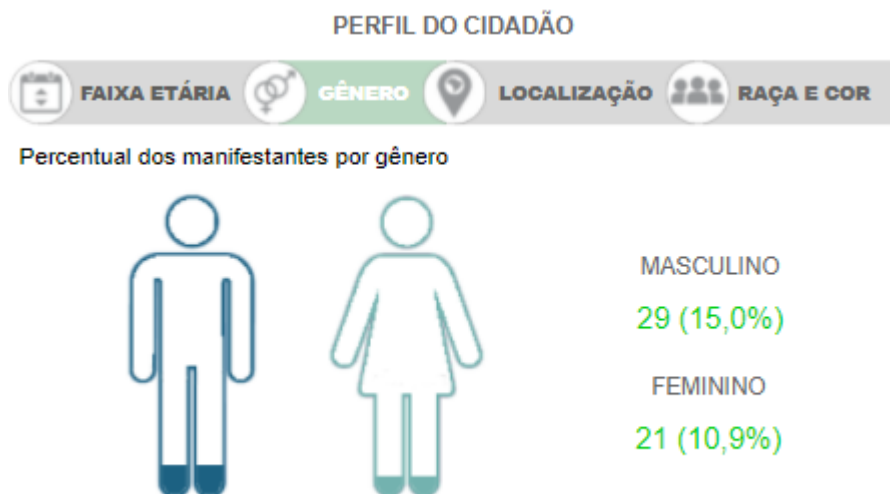 PERFIL DO CIDADÃO
FAIXA ETÁRIA GÊNERO LOCALIZAÇÃO RAÇA E COR
Percentual dos manifestantes por gênero
MASCULINO
29 (15,0%)
FEMININO
21 (10,9%)